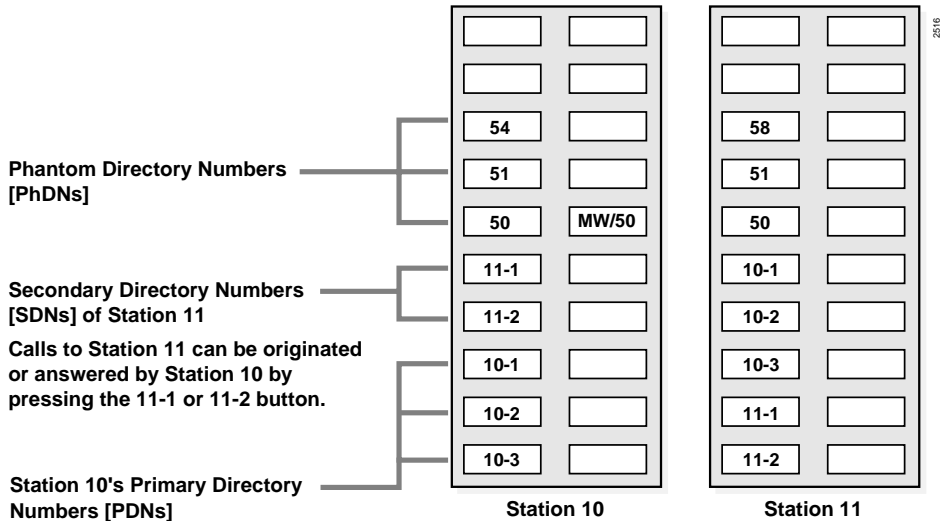 2516
54
58
Phantom Directory Numbers
[PhDNs]
51
51
50
MW/50
50
11-1
10-1
Secondary Directory Numbers
[SDNs] of Station 11
11-2
10-2
Calls to Station 11 can be originated
or answered by Station 10 by
pressing the 11-1 or 11-2 button.
10-1
10-3
10-2
11-1
10-3
11-2
Station 10's Primary Directory
Numbers [PDNs]
Station 10
Station 11